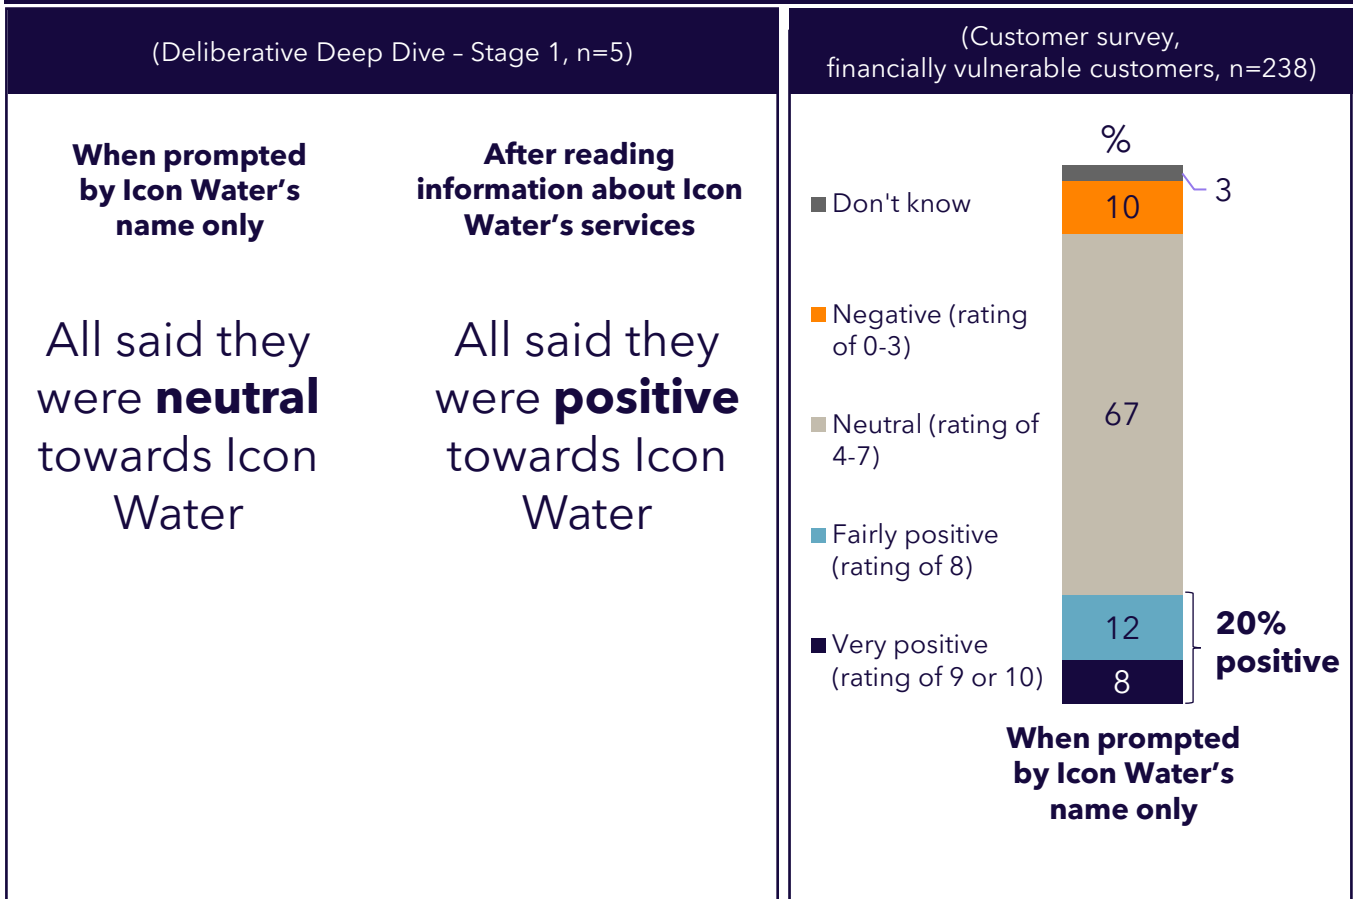 (Deliberative Deep Dive – Stage 1, n=5)
When prompted
by Icon Water’s
name only
After reading
information about Icon
Water’s services
All said they
were neutral
towards Icon
Water
All said they
were positive
towards Icon
Water
(Customer survey,
financially vulnerable customers, n=238)
%
Don't know
Negative (rating
of 0-3)
Neutral (rating of
4-7)
Fairly positive
(rating of 8)
Very positive
(rating of 9 or 10)
3
10
67
12
8
20%
positive
When prompted
by Icon Water’s
name only